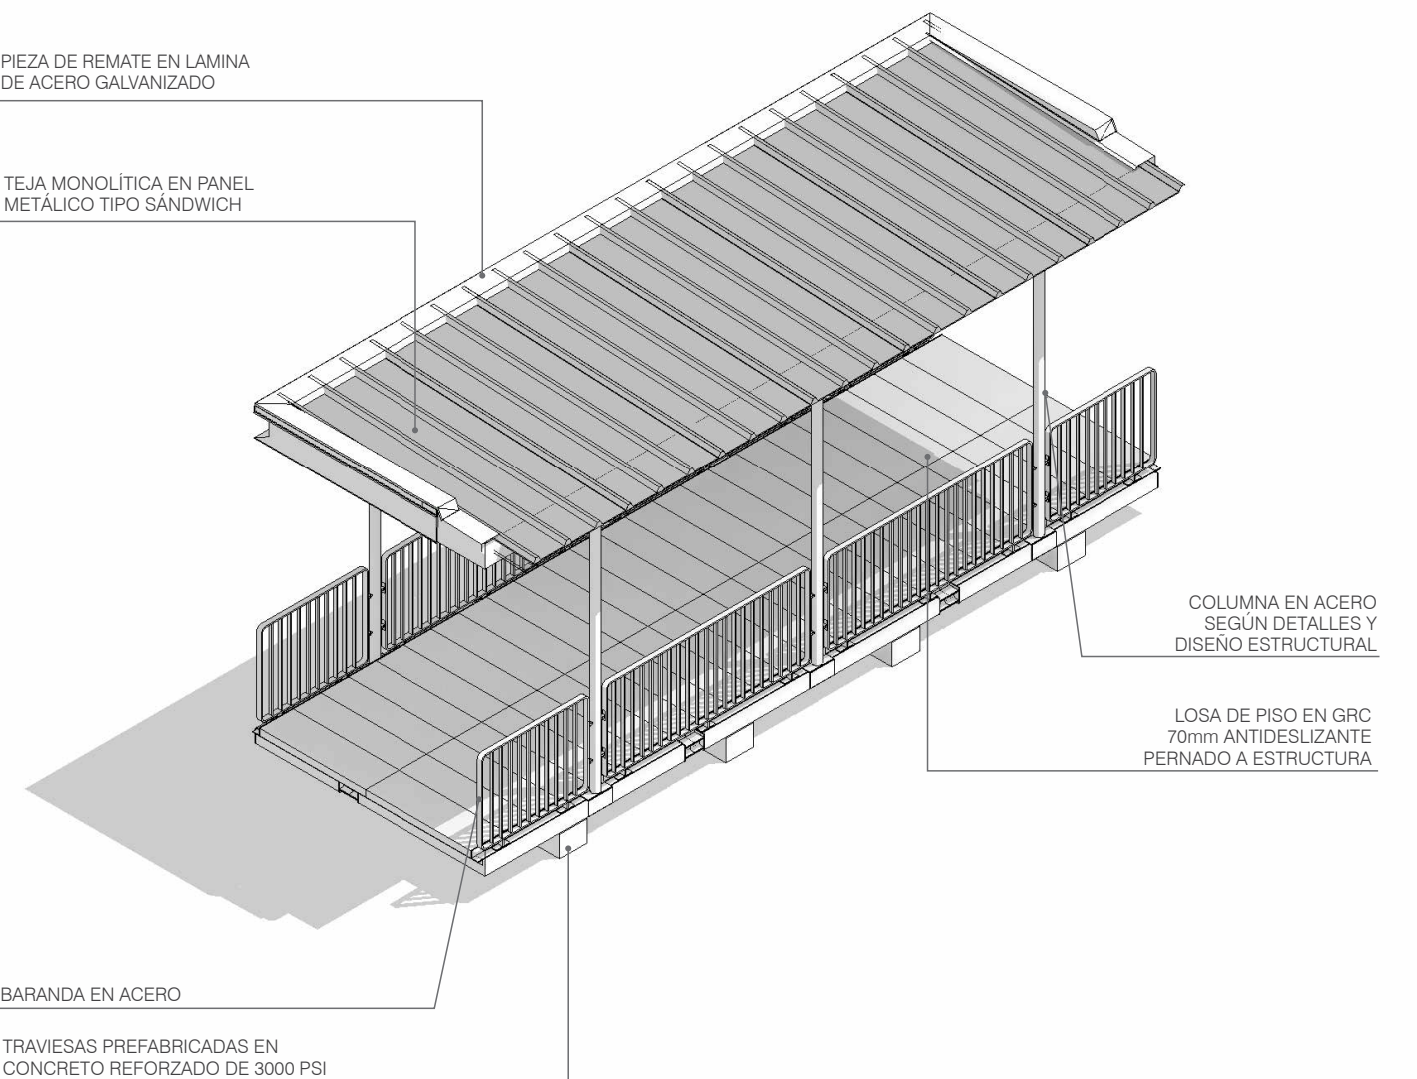 PIEZA DE REMATE EN LAMINA
DE ACERO GALVANIZADO
TEJA MONOLÍTICA EN PANEL
METÁLICO TIPO SÁNDWICH
COLUMNA EN ACERO
SEGÚN DETALLES Y
DISEÑO ESTRUCTURAL
LOSA DE PISO EN GRC
70mm ANTIDESLIZANTE
PERNADO A ESTRUCTURA
BARANDA EN ACERO
TRAVIESAS PREFABRICADAS EN
CONCRETO REFORZADO DE 3000 PSI